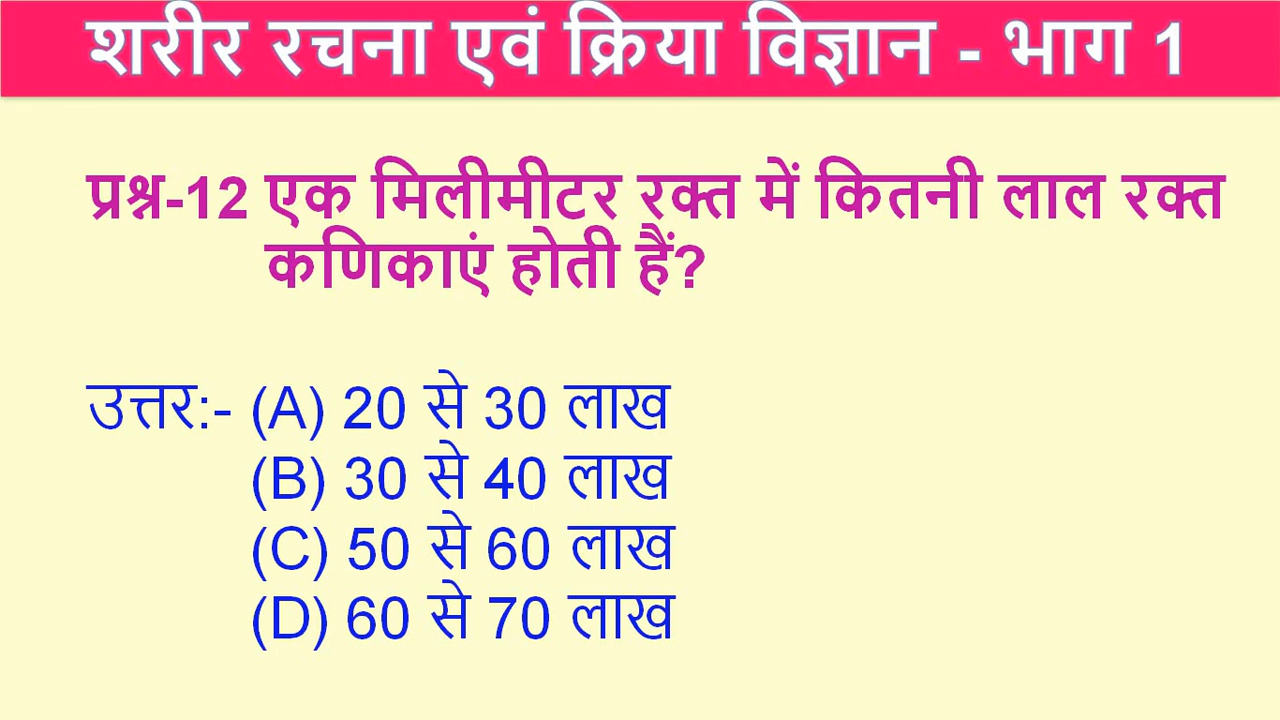 शरीर रचना एवं क्रिया विज्ञान - भाग 1
प्रश्न-12 एक मिलीमीटर रक्त में कितनी लाल रक्त
कणिकाएं होती हैं?
उत्तर:- (A) 20 से 30 लाख
(B) 30 से 40 लाख
(C) 50 से 60 लाख
(D) 60 से 70 लाख